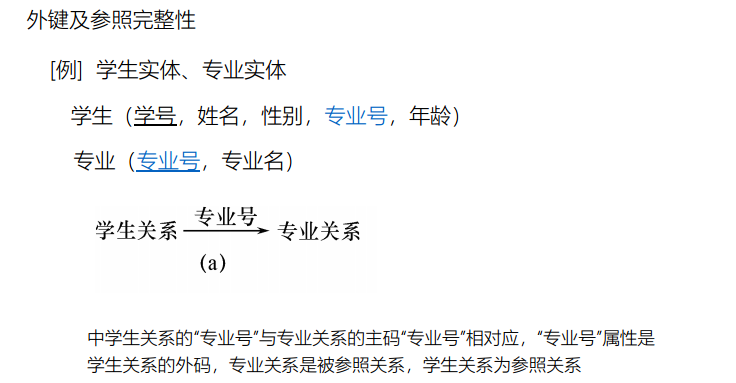 外键及参照完整性
[例] 学生实体、专业实体
学生（学号，姓名，性别，专业号，年龄）
专业（专业号，专业名）
专业号
学生关系 专业关系
(a)
中学生关系的“专业号”与专业关系的主码“专业号”相对应，“专业号”属性是
学生关系的外码，专业关系是被参照关系，学生关系为参照关系